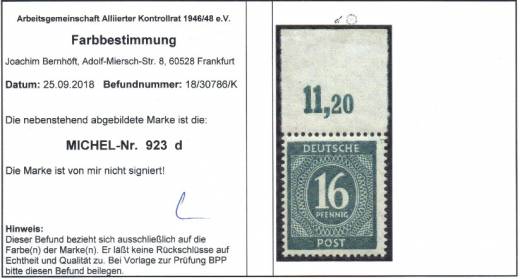 Arbeitsgemeinschaft Alliierter Kontrollrat 1946/48 e.V.
Farbbestimmung
Joachim Bernhöft, Adolf-Miersch-Str. 8, 60528 Frankfurt
Datum: 25.09.2018 Befundnummer: 18/30786/K
Die nebenstehend abgebildete Marke ist die:
MICHEL-Nr. 923 d
Die Marke ist von mir nicht signiert!
Hinweis:
Dieser Befund bezieht sich ausschließlich auf die
Farbe der Marke(n). Er läßt keine Rückschlüsse auf
Echtheit und Qualität zu. Bei Vorlage zur Prüfung BPP
bitte diesen Befund beilegen.
11,20
DEUTSCHE
16
PFENNIG
POST